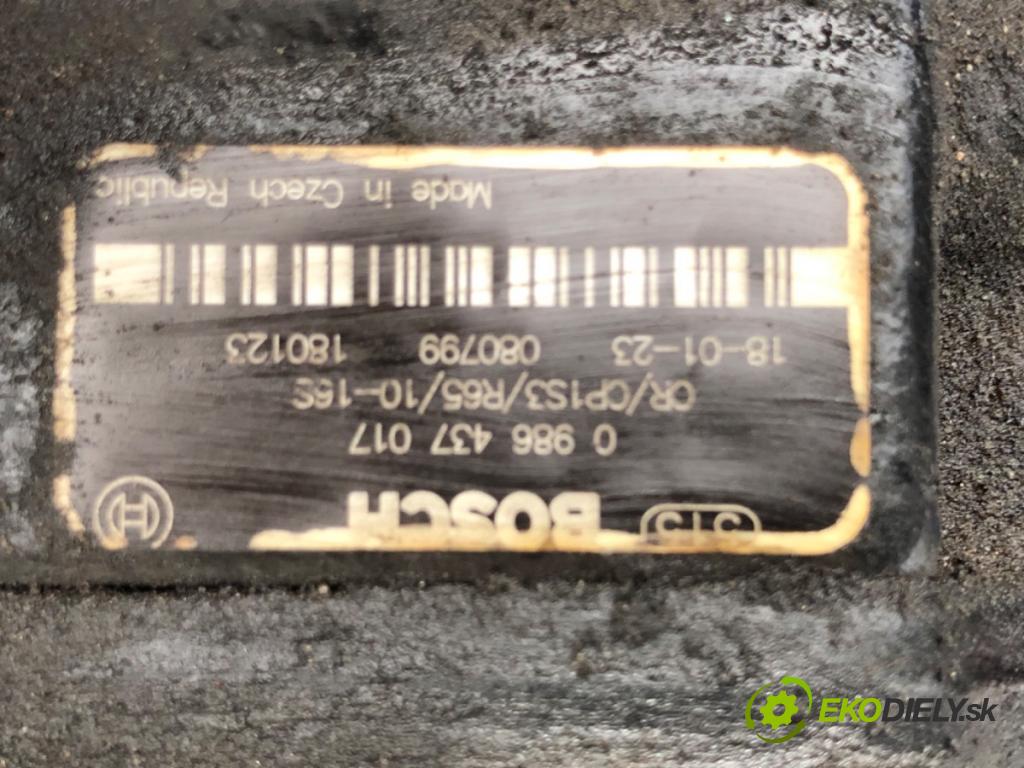 315 BOSCH
0 986 437 017
CR/CP1S3/R65/10-16S
18-01-23 080799 180123
Made in Czech Republic
EKODIELY.sk